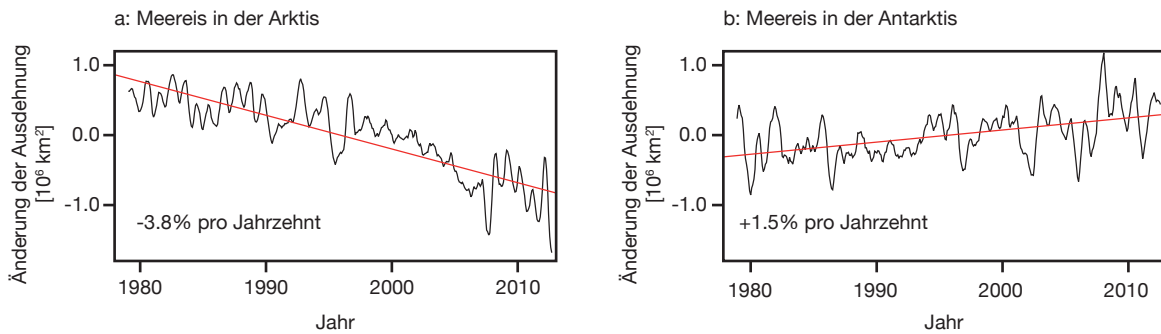 a: Meereis in der Arktis
Änderung der Ausdehnung
[10⁶ km²]
1.0
0.0
-1.0
-3.8% pro Jahrzehnt
1980 1990 2000 2010
Jahr
b: Meereis in der Antarktis
Änderung der Ausdehnung
[10⁶ km²]
1.0
0.0
-1.0
+1.5% pro Jahrzehnt
1980 1990 2000 2010
Jahr